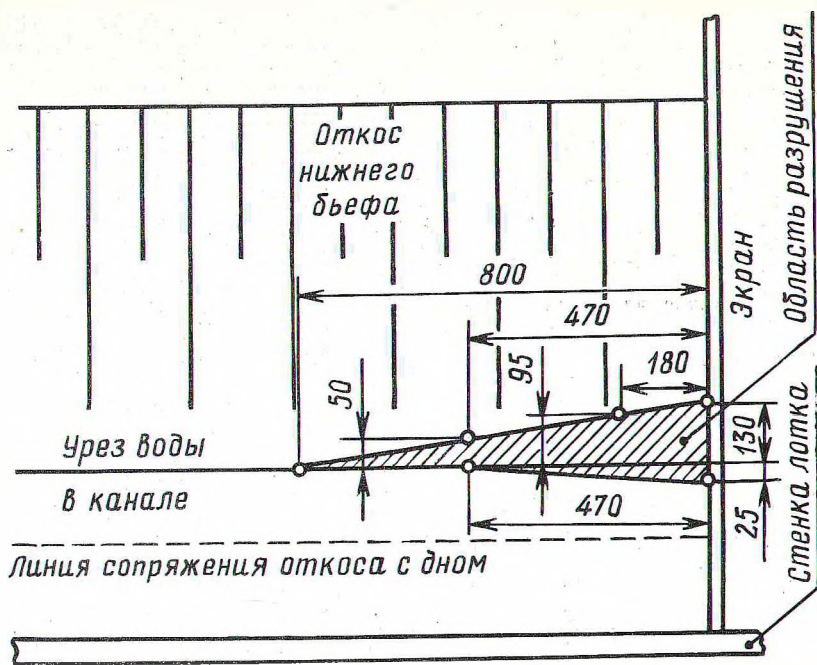 Откос
нижнего
бьефа
800
470
180
50
95
Урез воды
в канале
130
25
470
Линия сопряжения откоса с дном
Экран
Область разрушения
Стенка лотка